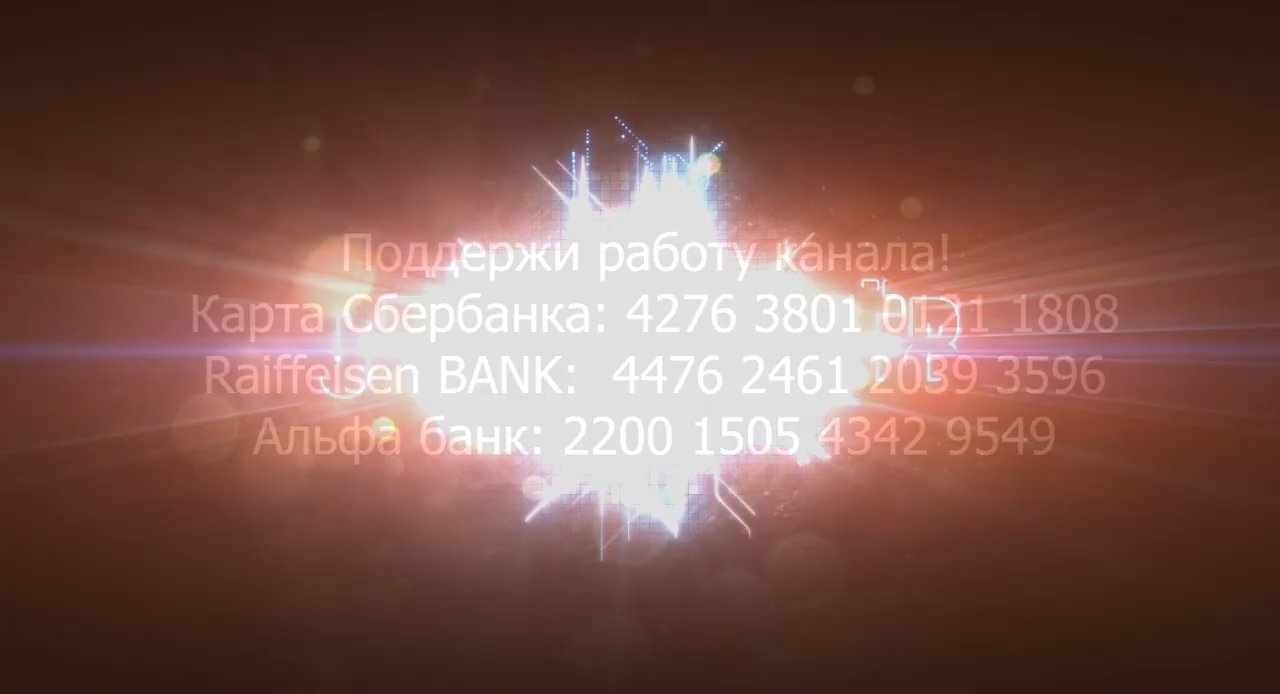 Поддержи работу канала!
Карта Сбербанка: 4276 3801 1808
Raiffeisen BANK: 4476 2461 2089 3596
Альфа банк: 2200 1505 4342 9549